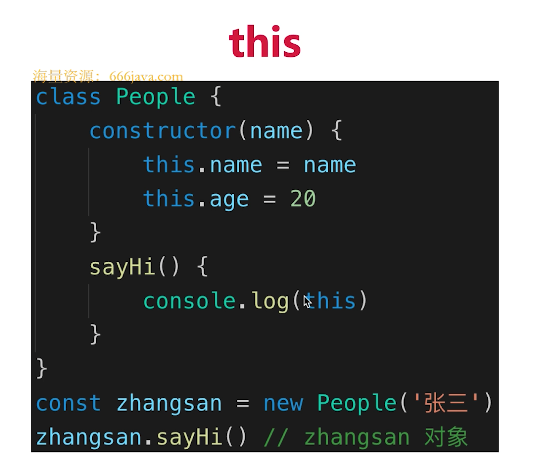 this
海量资源：666java.com
class People {
    constructor(name) {
        this.name = name
        this.age = 20
    }
    sayHi() {
        console.log(this)
    }
}
const zhangsan = new People('张三')
zhangsan.sayHi() // zhangsan 对象